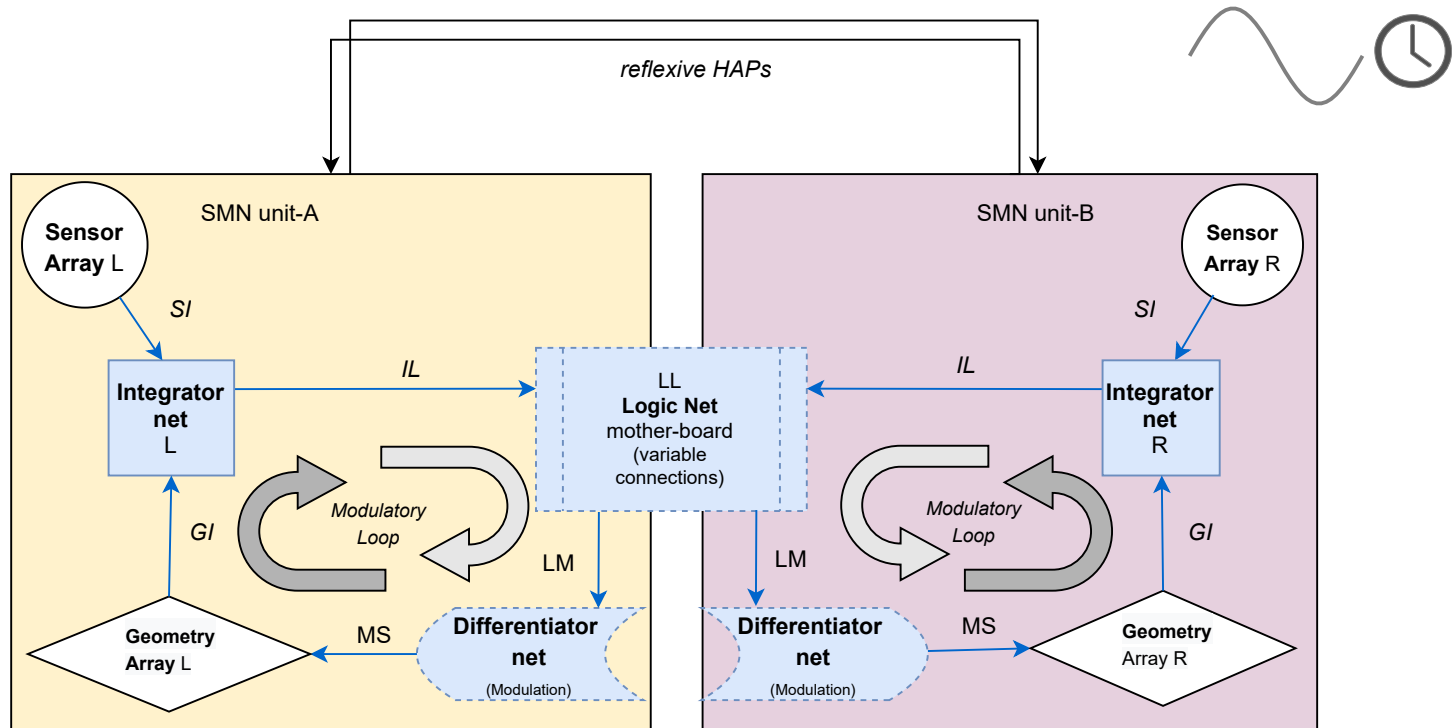 reflexive HAPs
SMN unit-A
Sensor
Array L
SI
Integrator
net
L
IL
GI
Modulatory
Loop
Geometry
Array L
MS
Differentiator
net
(Modulation)
LM
LL
Logic Net
mother-board
(variable
connections)
SMN unit-B
Sensor
Array R
SI
IL
Integrator
net
R
Modulatory
Loop
GI
LM
Differentiator
net
(Modulation)
MS
Geometry
Array R